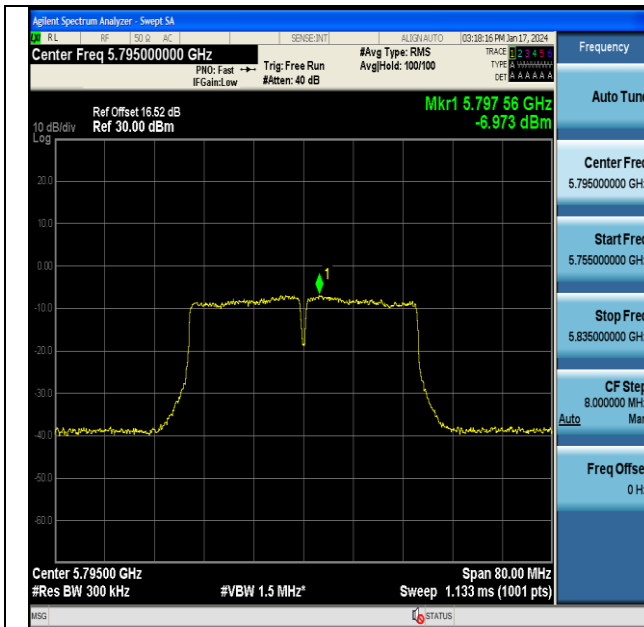 Agilent Spectrum Analyzer - Swept SA
LXI RL RF 50 Ω AC SENSE:INT ALIGN AUTO 03:18:16 PM Jan 17, 2024
Center Freq 5.795000000 GHz
#Avg Type: RMS
TRACE 1 2 3 4 5 6
PNO: Fast
Trig: Free Run
Avg|Hold: 100/100
TYPE A
IFGain:Low
#Atten: 40 dB
DET A A A A A A
Mkr1 5.797 56 GHz
-6.973 dBm
Ref Offset 16.52 dB
10 dB/div Ref 30.00 dBm
Log
20.0
10.0
0.00
-10.0
-20.0
-30.0
-40.0
-50.0
-60.0
1
Center 5.79500 GHz
Span 80.00 MHz
#Res BW 300 kHz
#VBW 1.5 MHz*
Sweep 1.133 ms (1001 pts)
MSG
STATUS
Frequency
Auto Tune
Center Freq
5.795000000 GHz
Start Freq
5.755000000 GHz
Stop Freq
5.835000000 GHz
CF Step
8.000000 MHz
Auto Man
Freq Offset
0 Hz